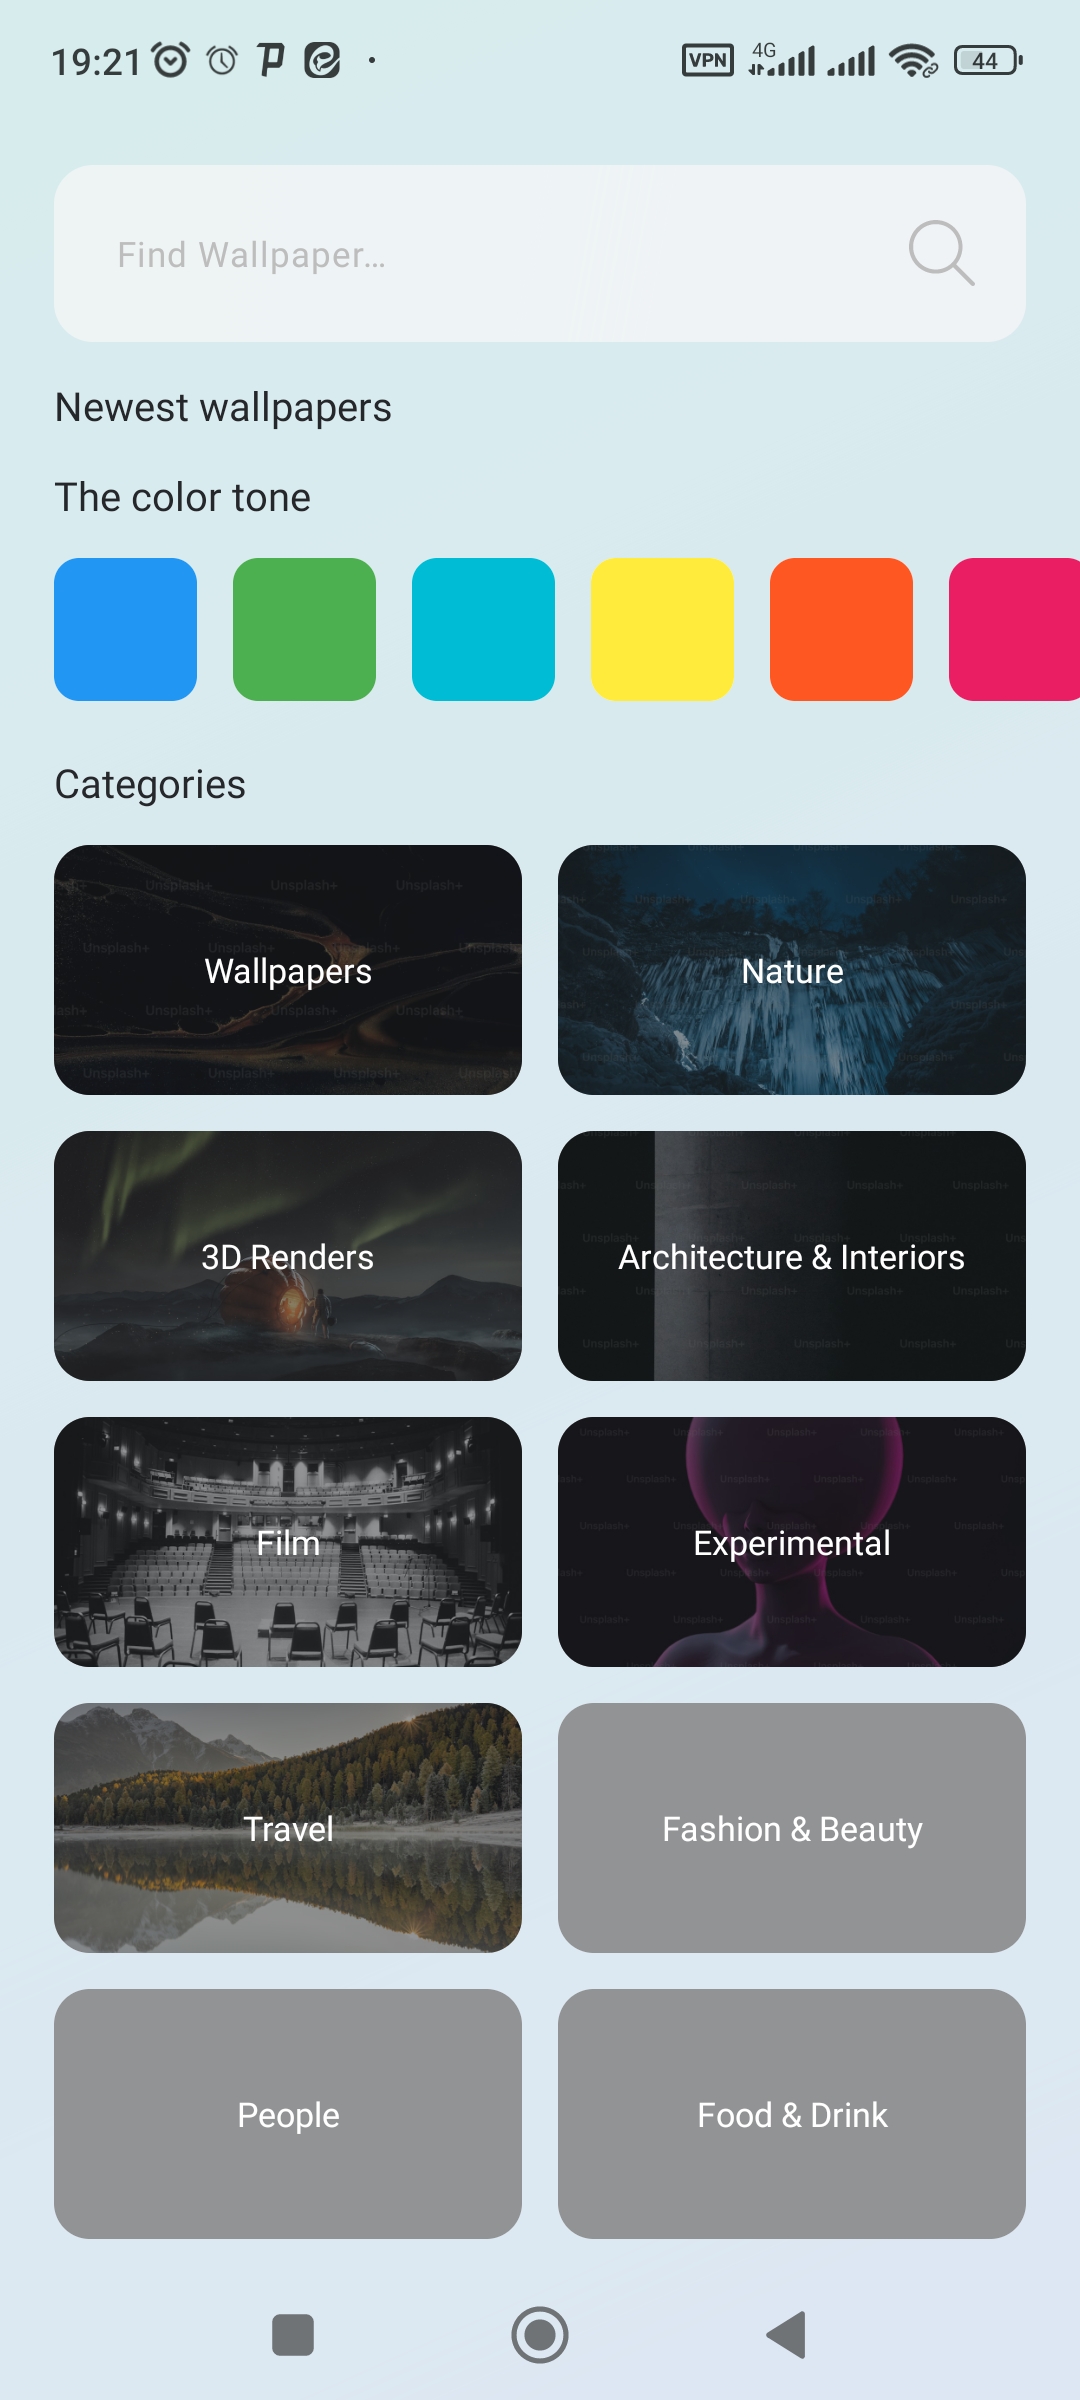 19:21
VPN 4G 44
Find Wallpaper...
Newest wallpapers
The color tone
Categories
Wallpapers
Nature
3D Renders
Architecture & Interiors
Film
Experimental
Travel
Fashion & Beauty
People
Food & Drink